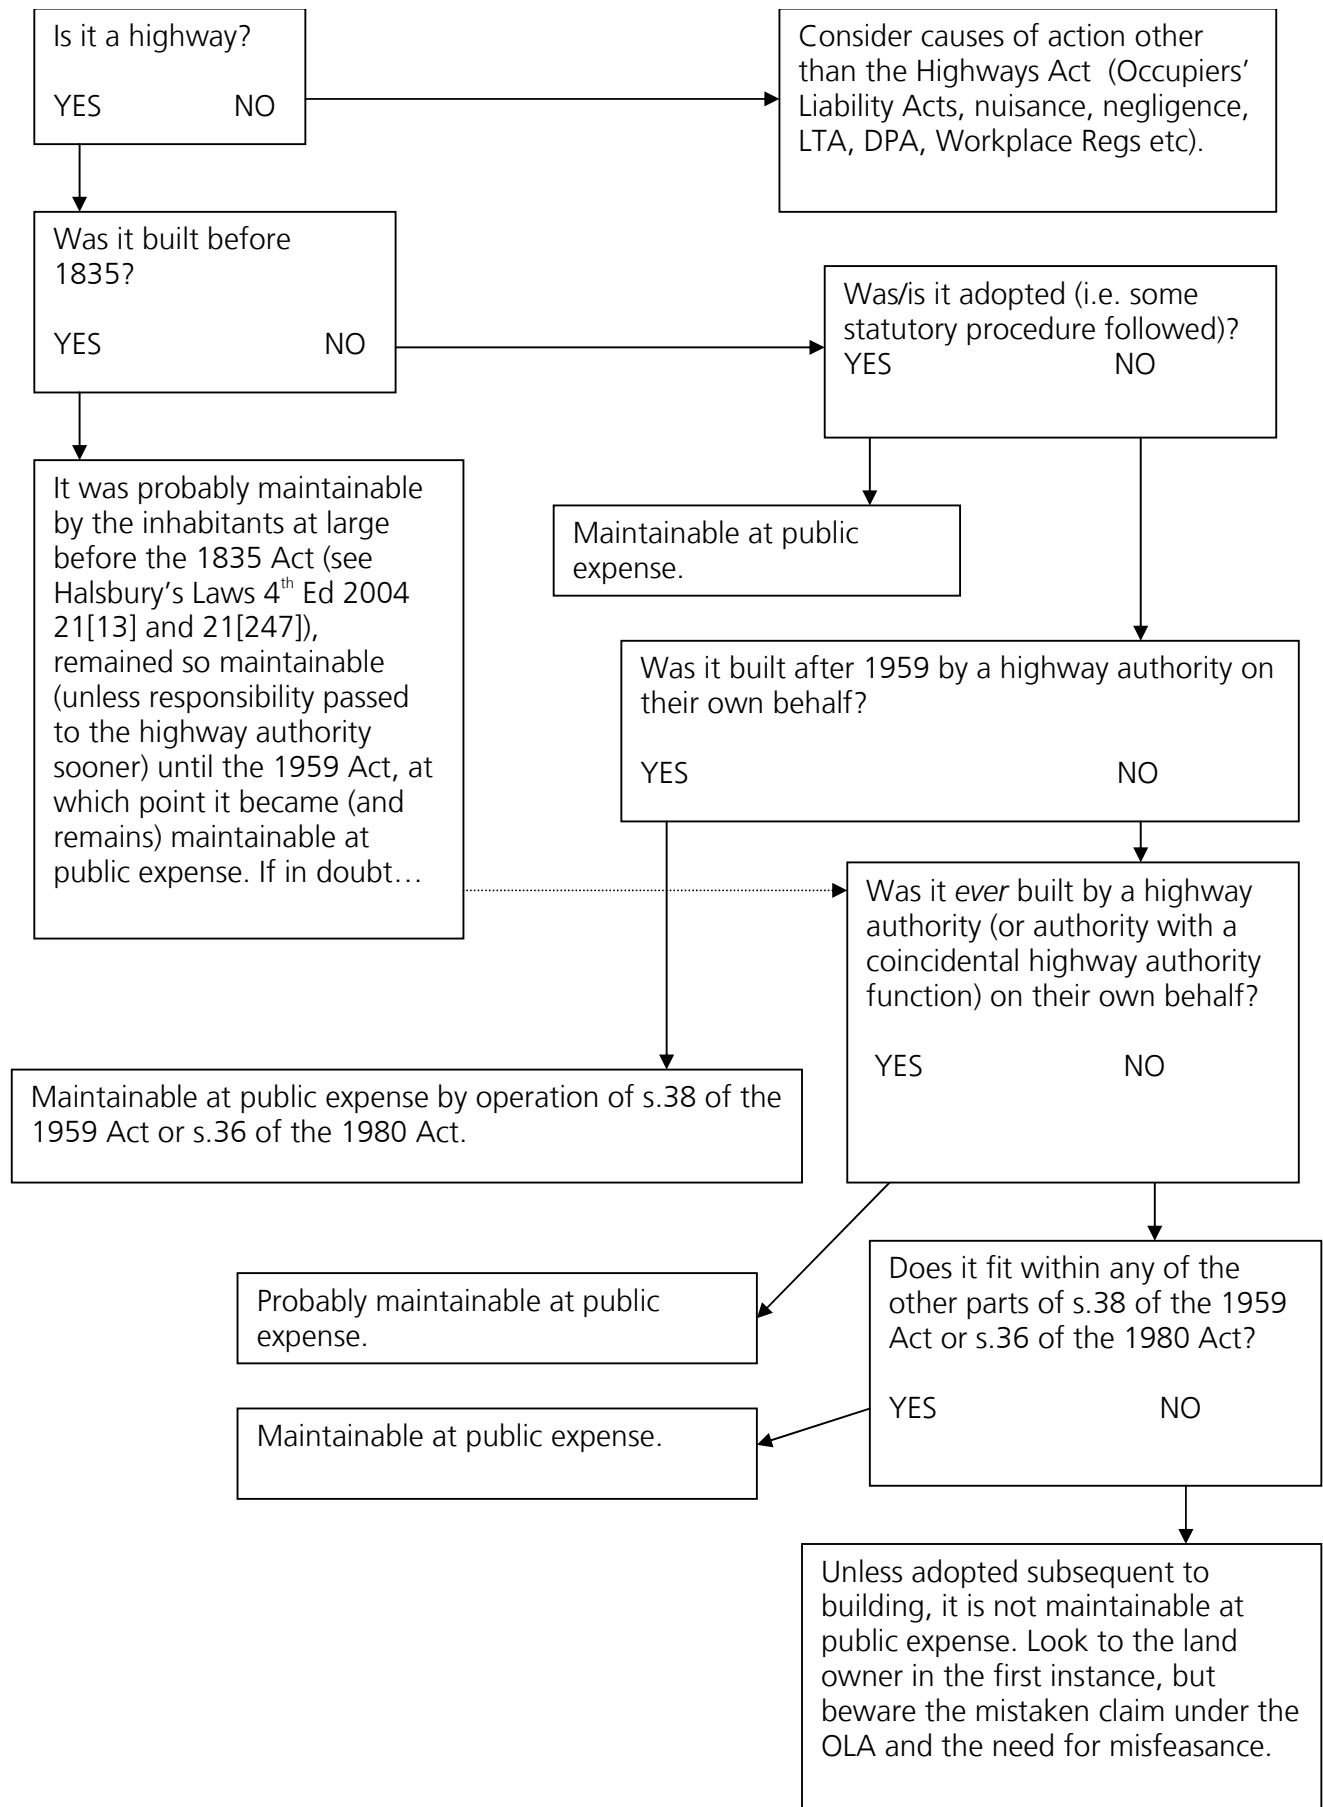 Is it a highway?
YES NO
Consider causes of action other
than the Highways Act (Occupiers’
Liability Acts, nuisance, negligence,
LTA, DPA, Workplace Regs etc).
Was it built before
1835?
YES NO
Was/is it adopted (i.e. some
statutory procedure followed)?
YES NO
It was probably maintainable
by the inhabitants at large
before the 1835 Act (see
Halsbury’s Laws 4th Ed 2004
21[13] and 21[247]),
remained so maintainable
(unless responsibility passed
to the highway authority
sooner) until the 1959 Act, at
which point it became (and
remains) maintainable at
public expense. If in doubt…
Maintainable at public
expense.
Was it built after 1959 by a highway authority on
their own behalf?
YES NO
Was it ever built by a highway
authority (or authority with a
coincidental highway authority
function) on their own behalf?
YES NO
Maintainable at public expense by operation of s.38 of the
1959 Act or s.36 of the 1980 Act.
Probably maintainable at public
expense.
Does it fit within any of the
other parts of s.38 of the 1959
Act or s.36 of the 1980 Act?
YES NO
Maintainable at public expense.
Unless adopted subsequent to
building, it is not maintainable at
public expense. Look to the land
owner in the first instance, but
beware the mistaken claim under the
OLA and the need for misfeasance.